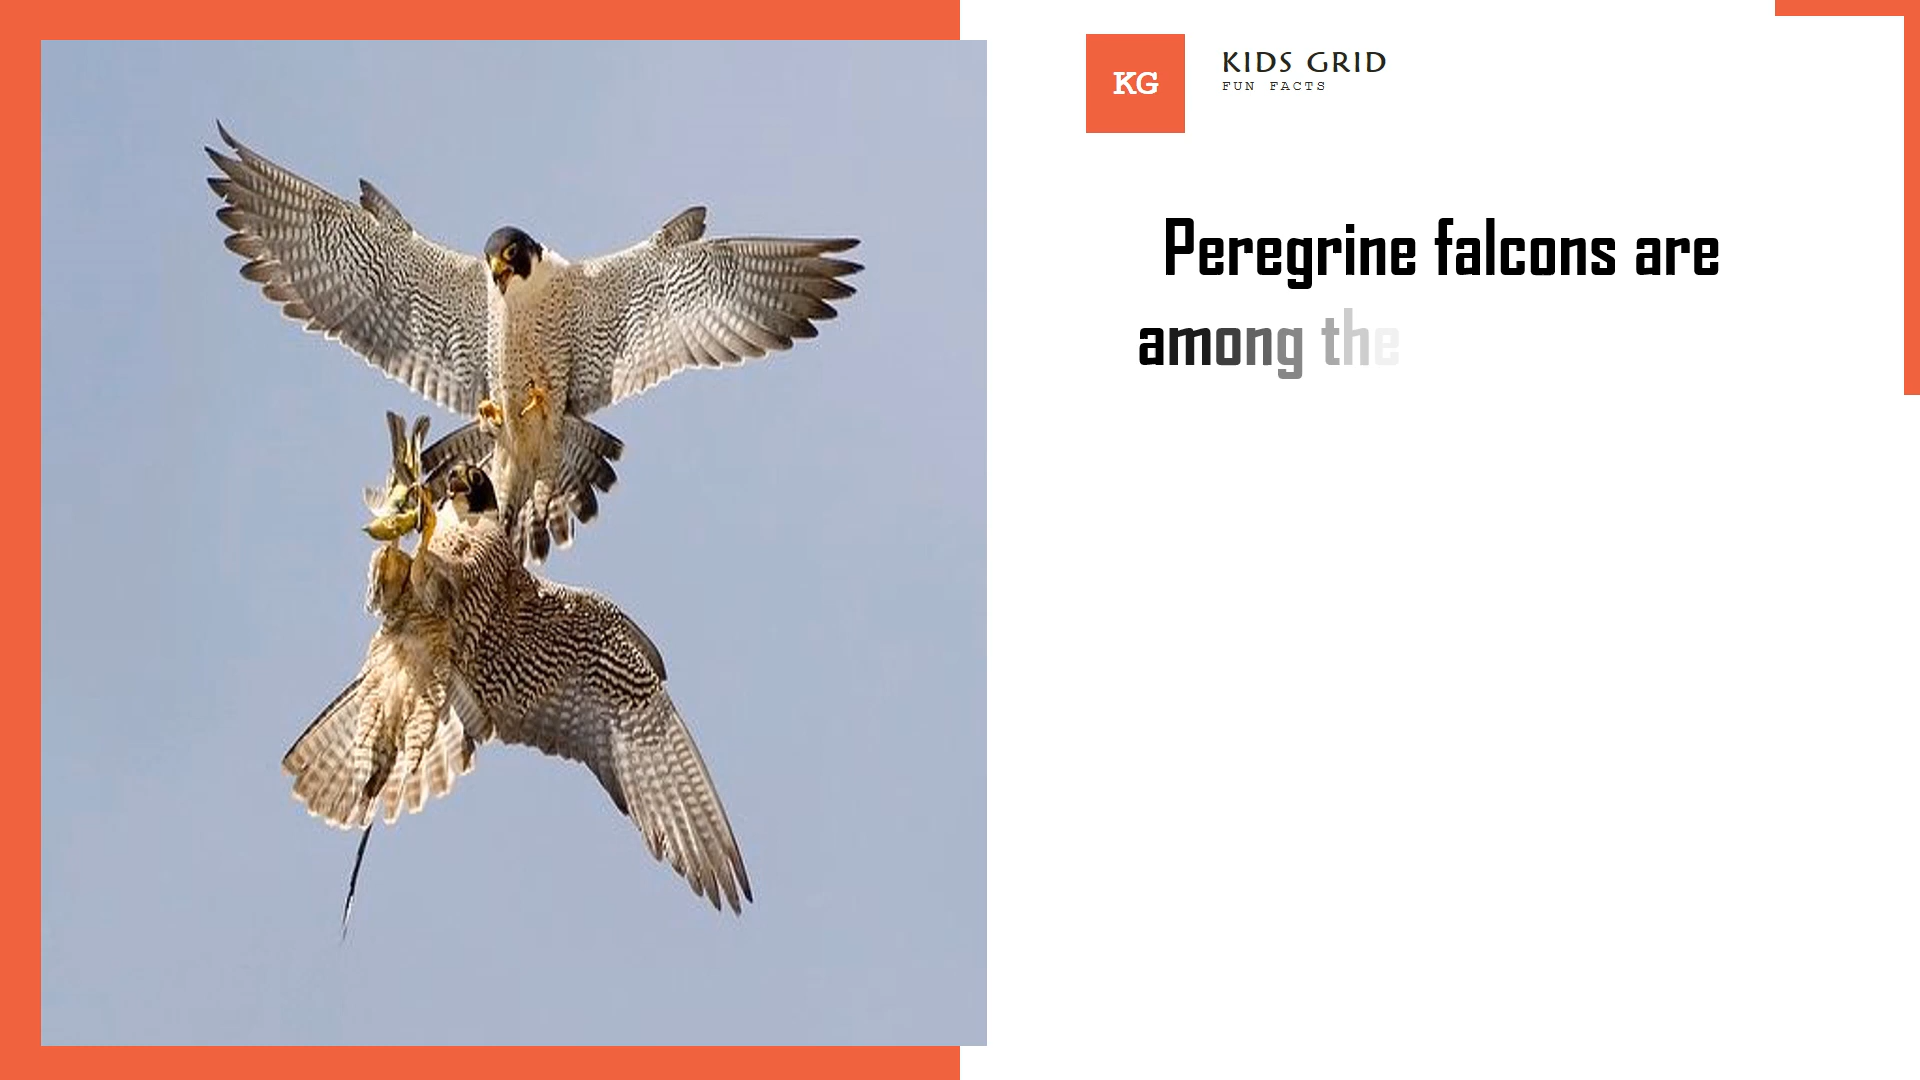 KG
KIDS GRID
FUN FACTS
Peregrine falcons are
among the